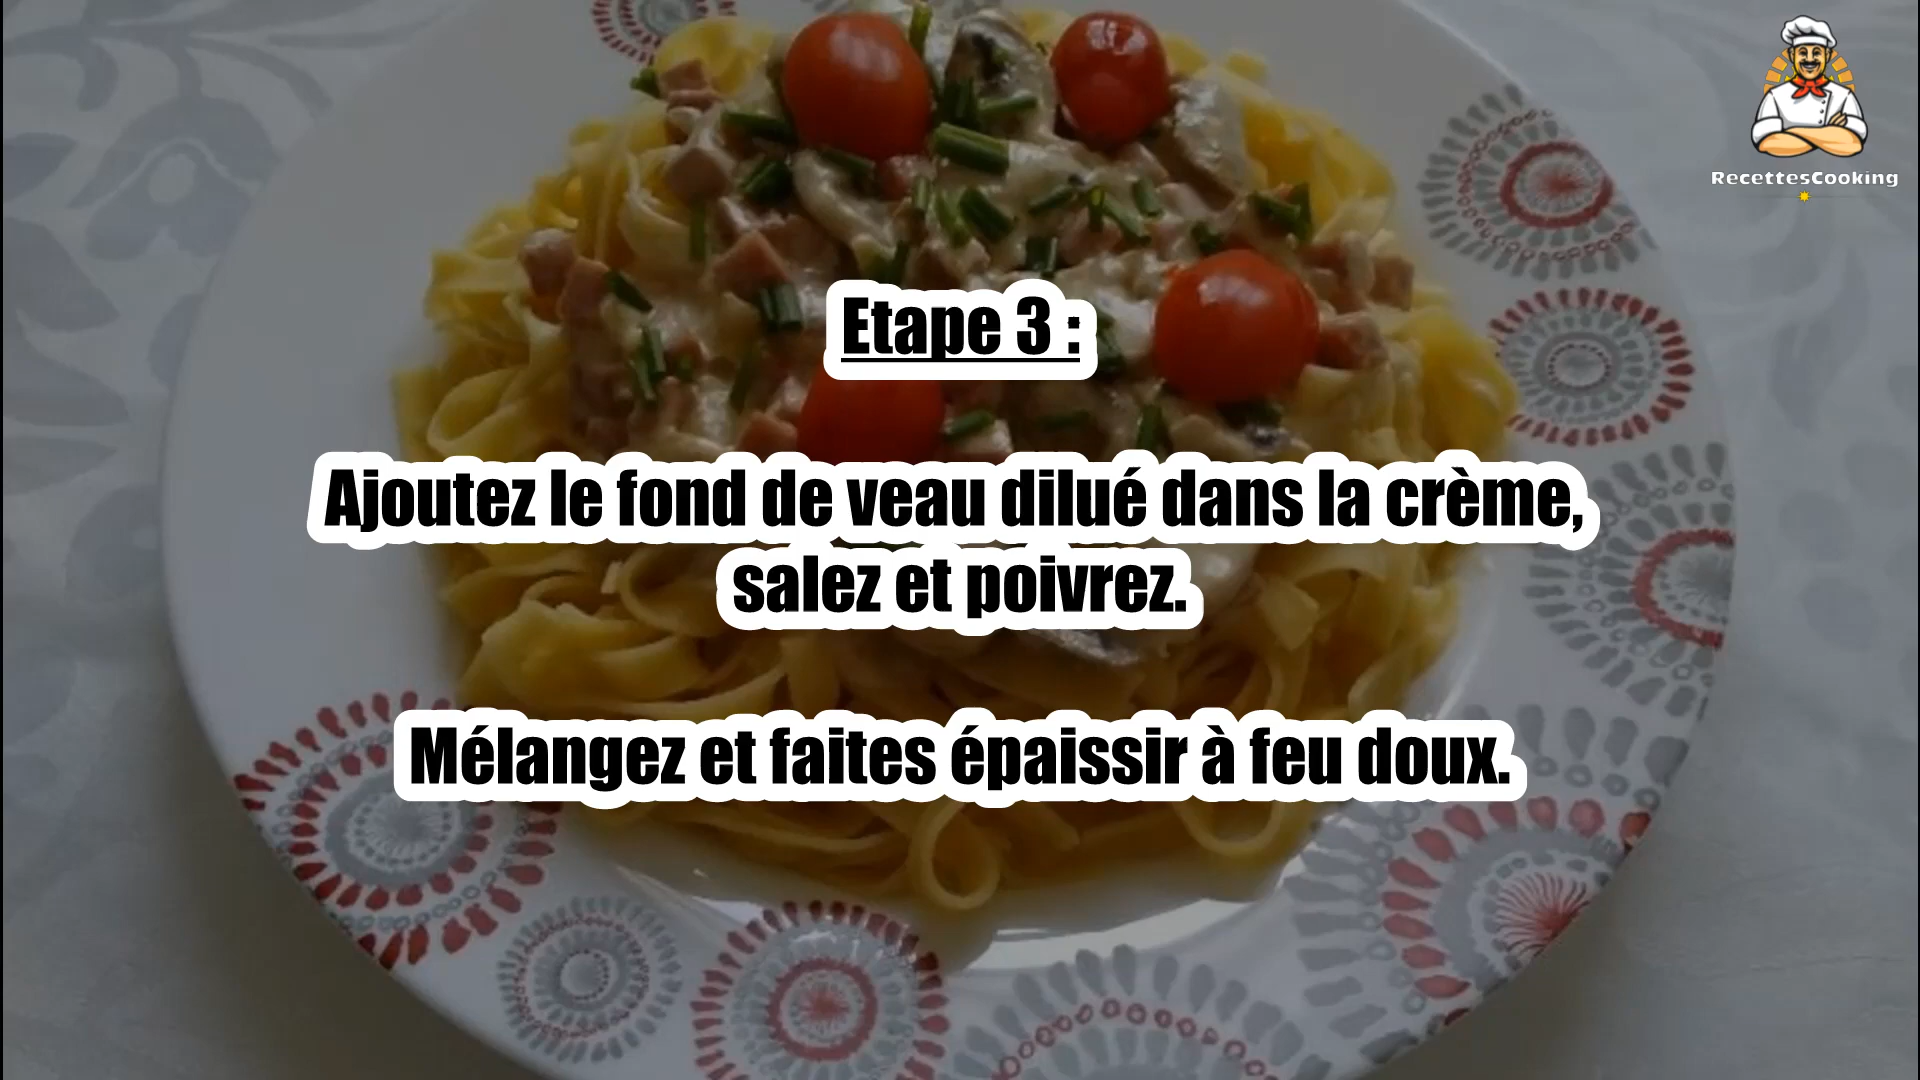 RecettesCooking
Etape 3 :
Ajoutez le fond de veau dilué dans la crème,
salez et poivrez.
Mélangez et faites épaissir à feu doux.